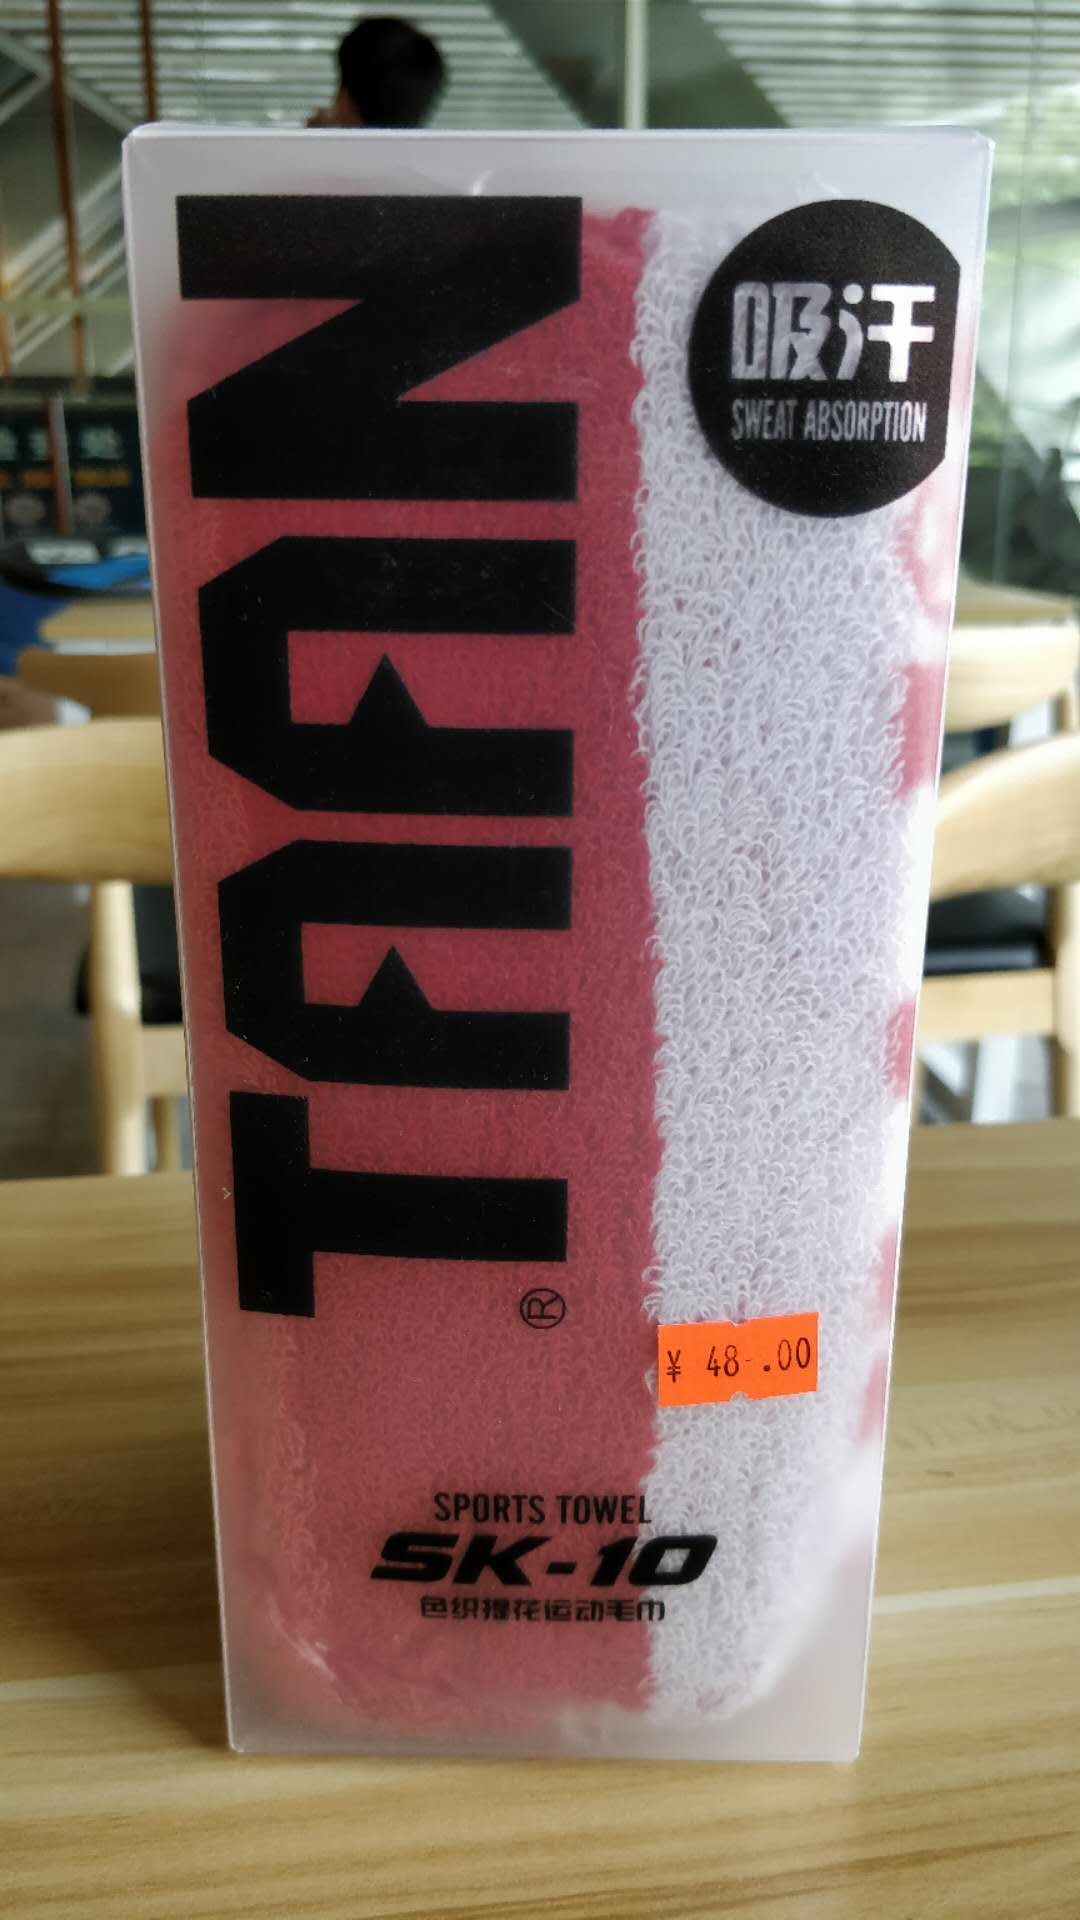 TAAN®
吸汗
SWEAT ABSORPTION
¥ 48-.00
SPORTS TOWEL
SK-10
色织提花运动毛巾